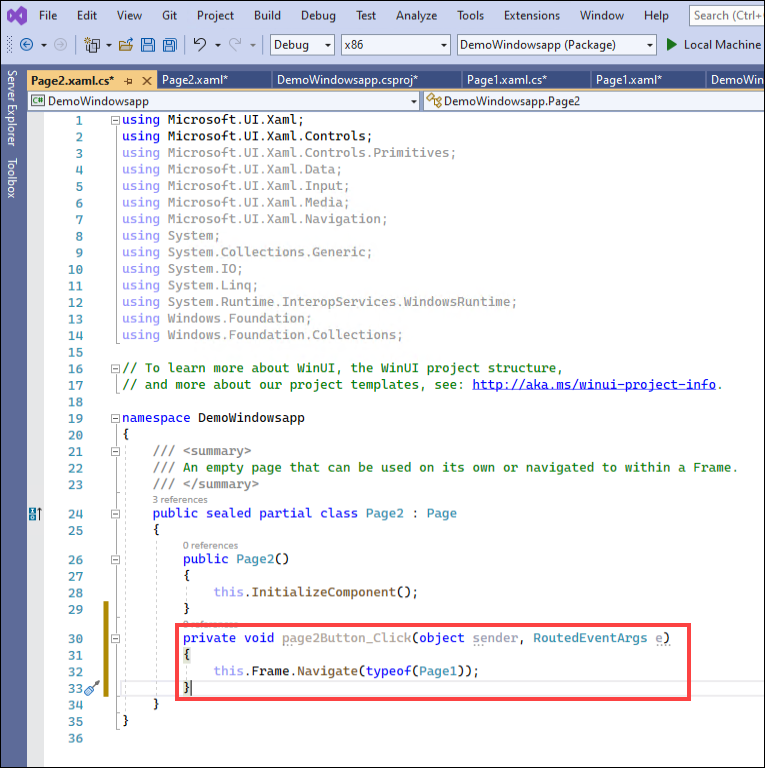 File Edit View Git Project Build Debug Test Analyze Tools Extensions Window Help Search (Ctrl+
Debug x86 DemoWindowsapp (Package) Local Machine
Server Explorer
Toolbox
Page2.xaml.cs* Page2.xaml* DemoWindowsapp.csproj* Page1.xaml.cs* Page1.xaml* DemoWin
C# DemoWindowsapp DemoWindowsapp.Page2
1 using Microsoft.UI.Xaml;
2 using Microsoft.UI.Xaml.Controls;
3 using Microsoft.UI.Xaml.Controls.Primitives;
4 using Microsoft.UI.Xaml.Data;
5 using Microsoft.UI.Xaml.Input;
6 using Microsoft.UI.Xaml.Media;
7 using Microsoft.UI.Xaml.Navigation;
8 using System;
9 using System.Collections.Generic;
10 using System.IO;
11 using System.Linq;
12 using System.Runtime.InteropServices.WindowsRuntime;
13 using Windows.Foundation;
14 using Windows.Foundation.Collections;
15
16 // To learn more about WinUI, the WinUI project structure,
17 // and more about our project templates, see: http://aka.ms/winui-project-info.
18
19 namespace DemoWindowsapp
20 {
21 /// <summary>
22 /// An empty page that can be used on its own or navigated to within a Frame.
23 /// </summary>
3 references
24 public sealed partial class Page2 : Page
25 {
0 references
26 public Page2()
27 {
28 this.InitializeComponent();
29 }
0 references
30 private void page2Button_Click(object sender, RoutedEventArgs e)
31 {
32 this.Frame.Navigate(typeof(Page1));
33 }
34 }
35 }
36